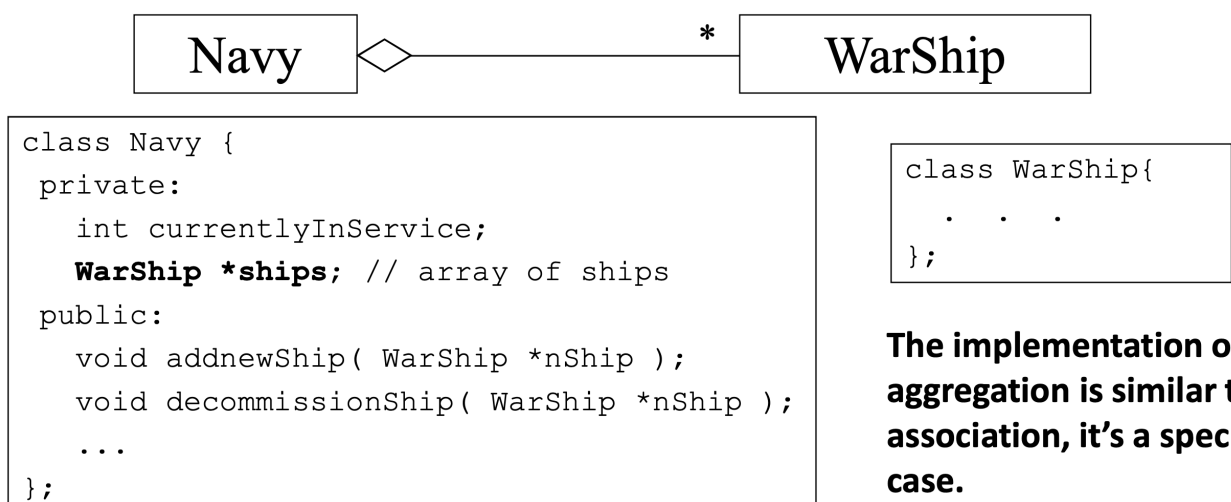 Navy
*
WarShip
class Navy {
private:
int currentlyInService;
WarShip *ships; // array of ships
public:
void addnewShip( WarShip *nShip );
void decommissionShip( WarShip *nShip );
...
};
class WarShip{
. . .
};
The implementation
aggregation is similar
association, it’s a
case.